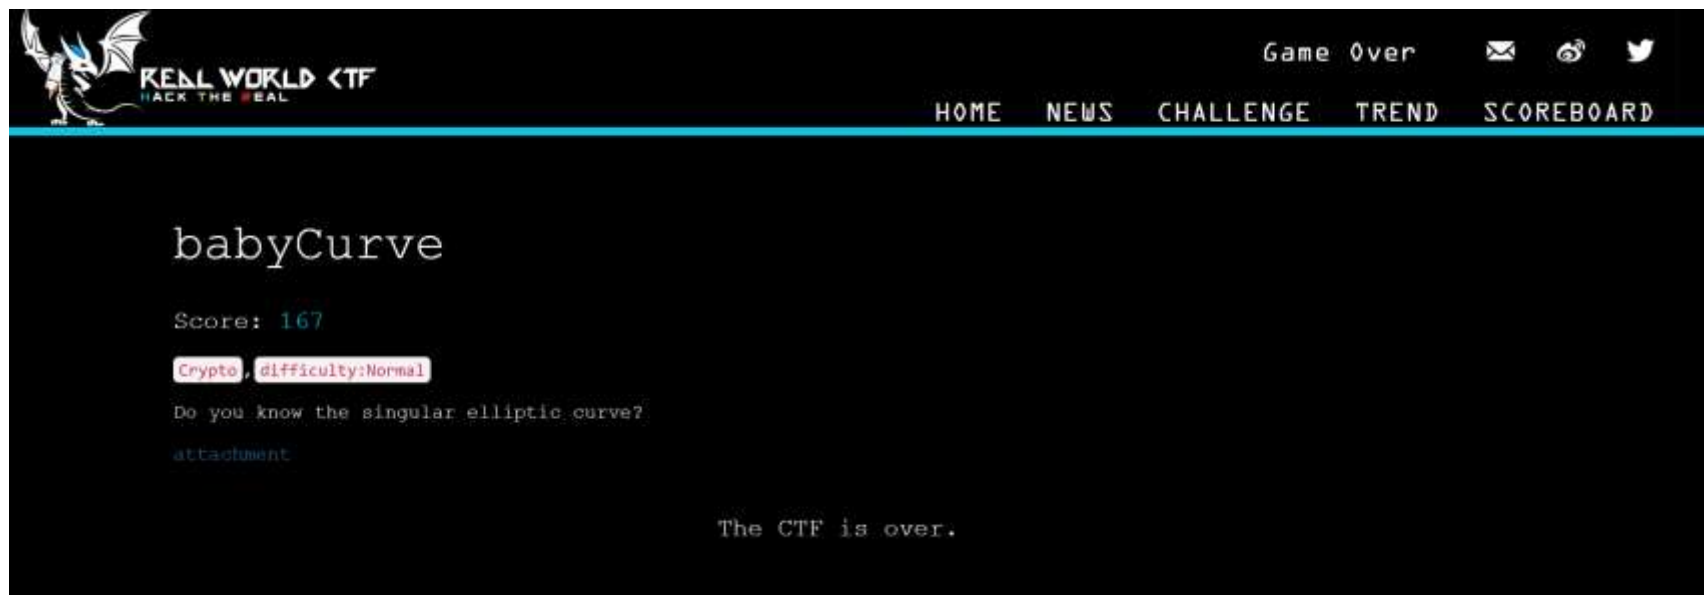 Game Over
REAL WORLD CTF
HACK THE REAL
HOME NEWS CHALLENGE TREND SCOREBOARD
babyCurve
Score: 167
Crypto, difficulty:Normal
Do you know the singular elliptic curve?
attachment
The CTF is over.